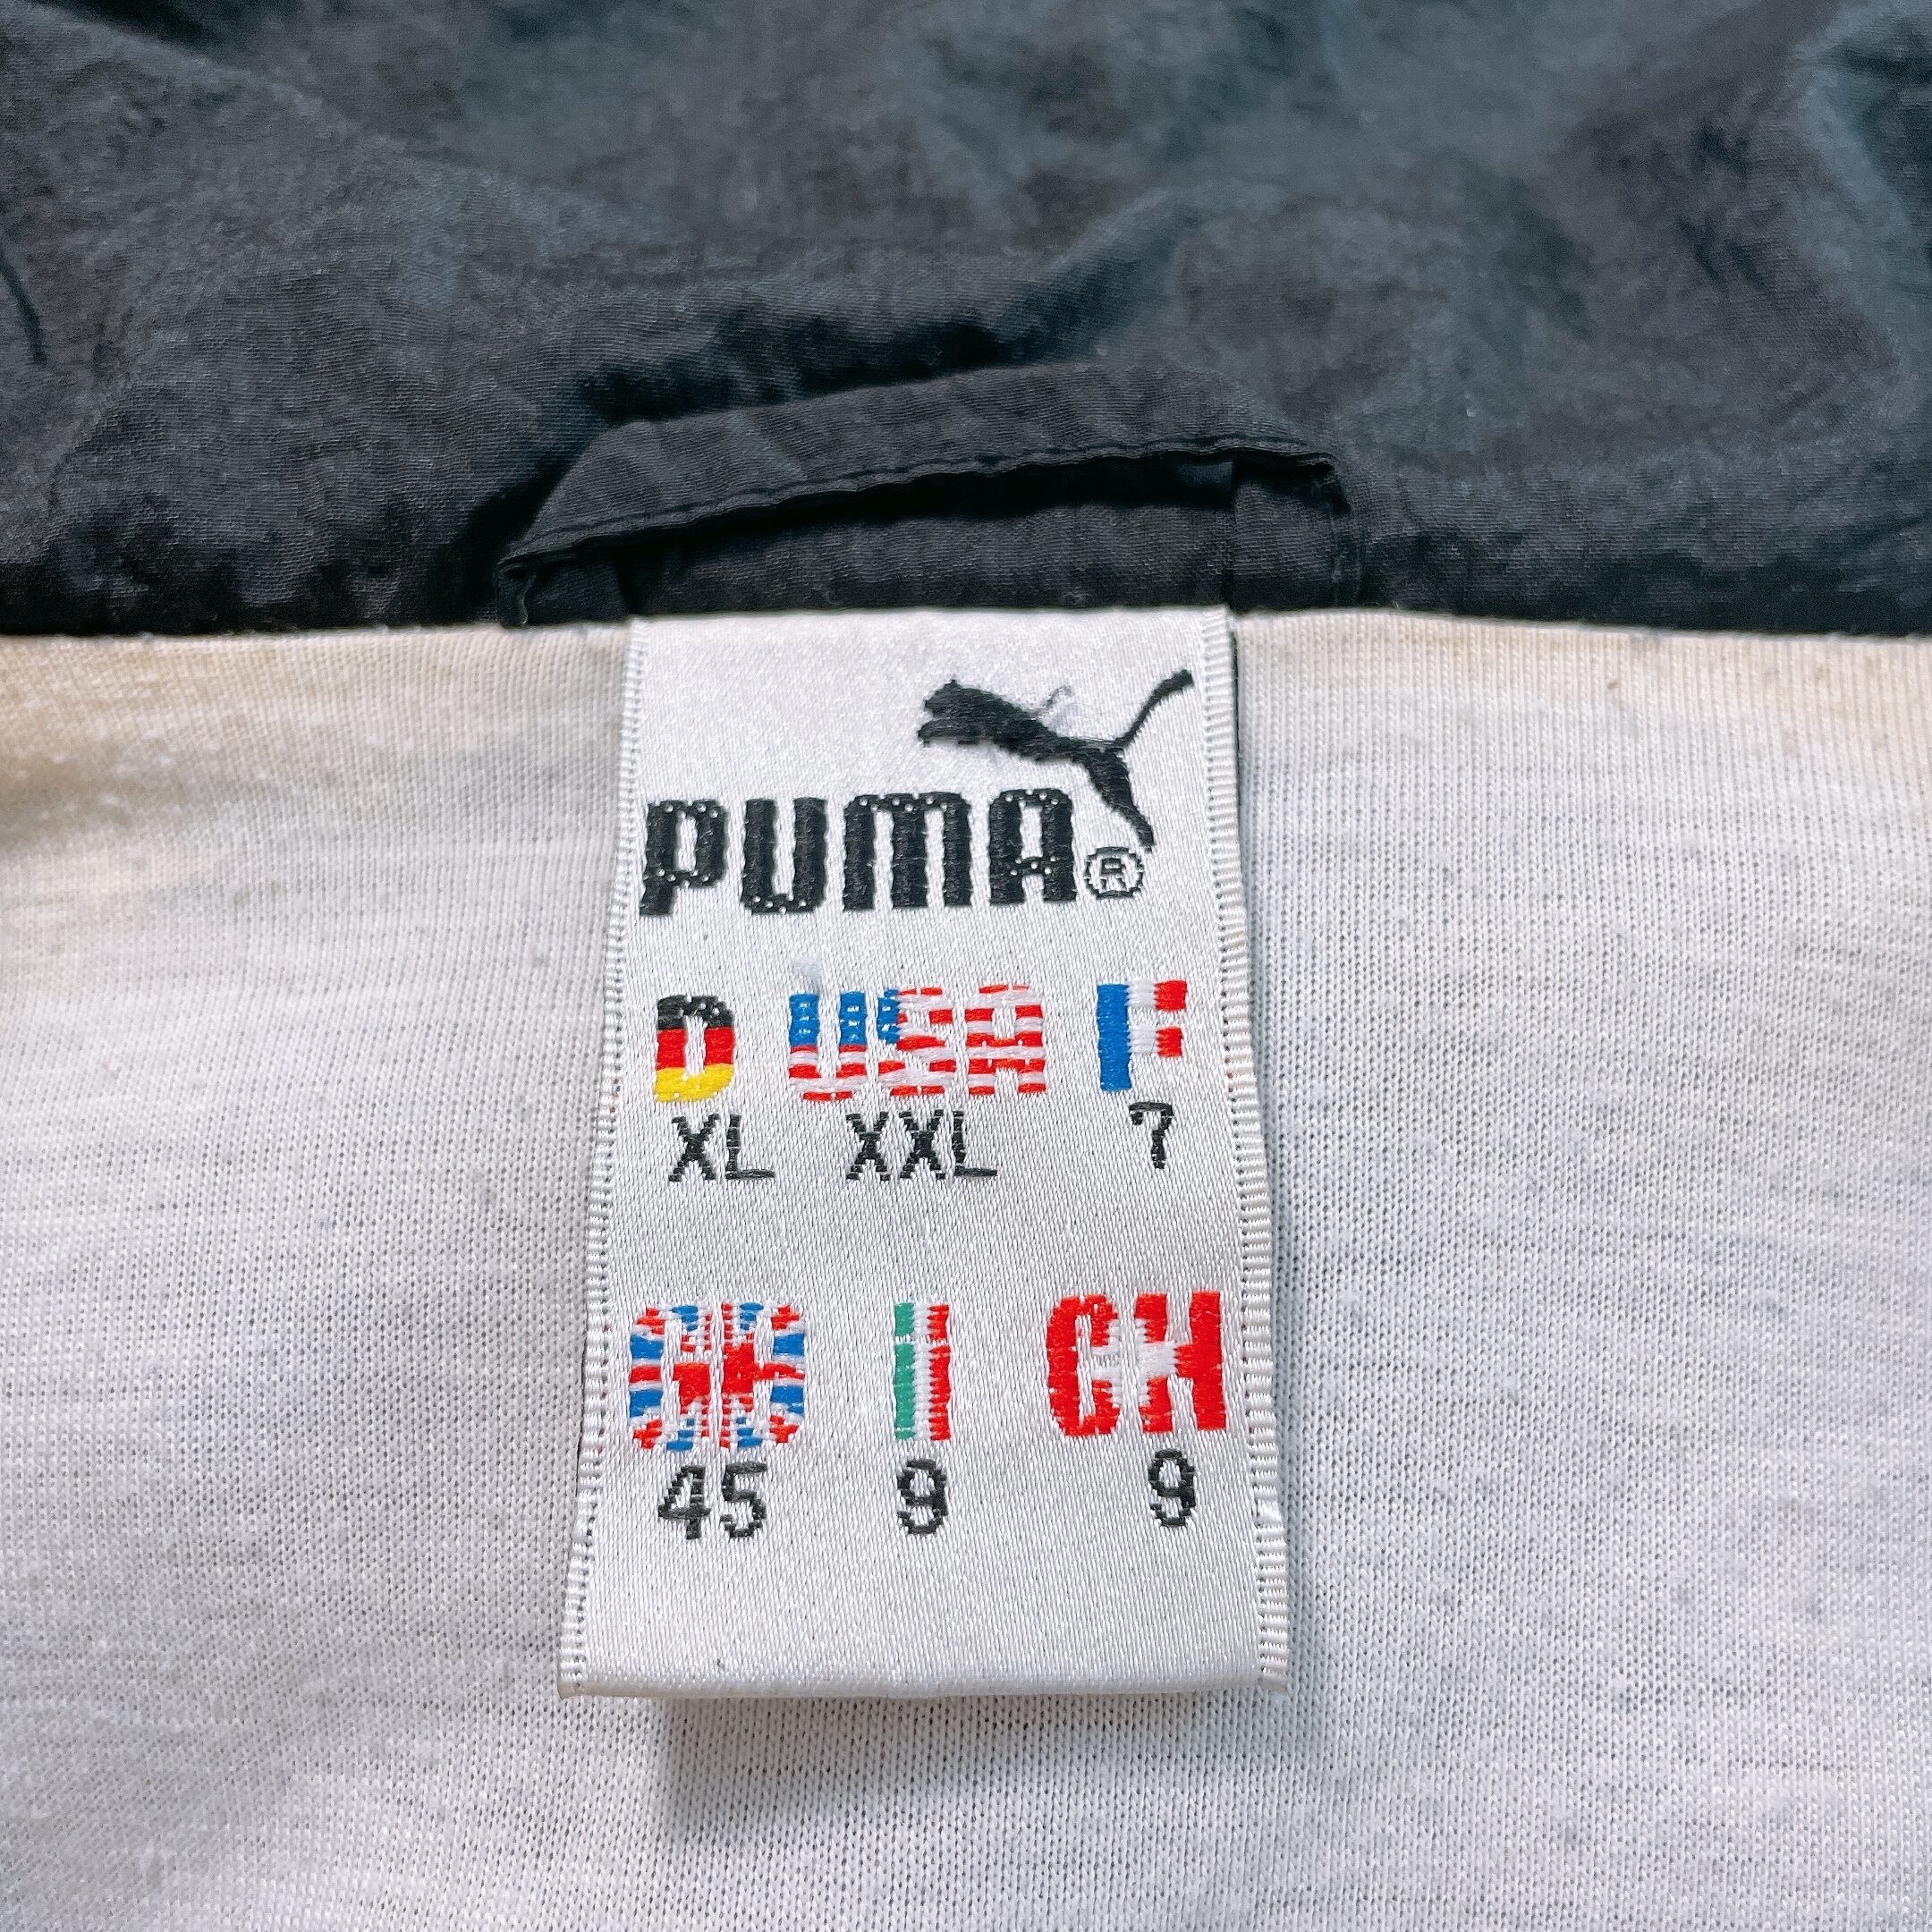 PUMA®
D USA F
XL XXL 7
GB I CH
45 9 9